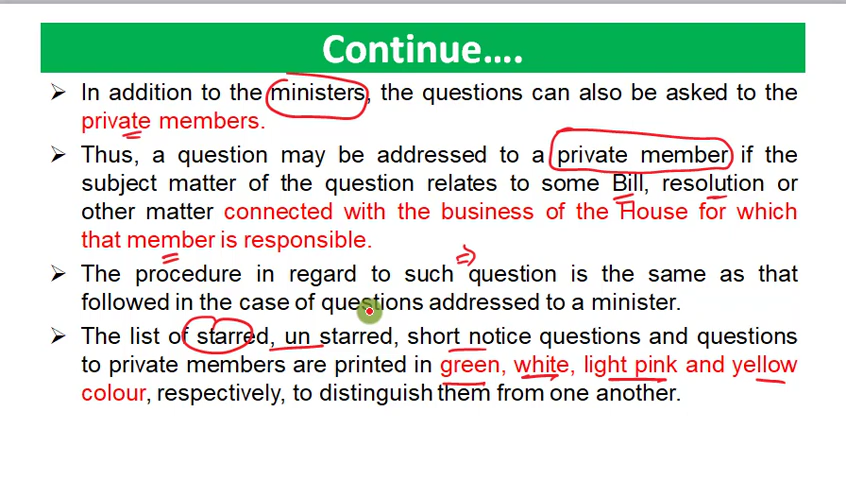 Continue....
➢ In addition to the ministers, the questions can also be asked to the
private members.
➢ Thus, a question may be addressed to a private member if the
subject matter of the question relates to some Bill, resolution or
other matter connected with the business of the House for which
that member is responsible.
➢ The procedure in regard to such question is the same as that
followed in the case of questions addressed to a minister.
➢ The list of starred, un starred, short notice questions and questions
to private members are printed in green, white, light pink and yellow
colour, respectively, to distinguish them from one another.